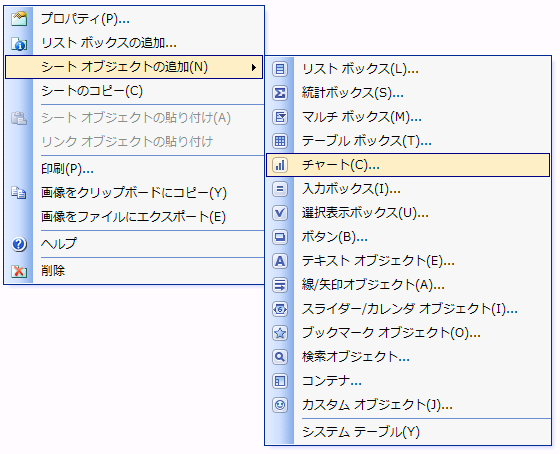 プロパティ(P)...
リスト ボックスの追加...
シート オブジェクトの追加(N)
シートのコピー(C)
シート オブジェクトの貼り付け(A)
リンク オブジェクトの貼り付け
印刷(P)...
画像をクリップボードにコピー(Y)
画像をファイルにエクスポート(E)
ヘルプ
削除
リスト ボックス(L)...
統計ボックス(S)...
マルチ ボックス(M)...
テーブル ボックス(T)...
チャート(C)...
入力ボックス(I)...
選択表示ボックス(U)...
ボタン(B)...
テキスト オブジェクト(E)...
線/矢印オブジェクト(A)...
スライダー/カレンダ オブジェクト(I)...
ブックマーク オブジェクト(O)...
検索オブジェクト...
コンテナ...
カスタム オブジェクト(J)...
システム テーブル(Y)